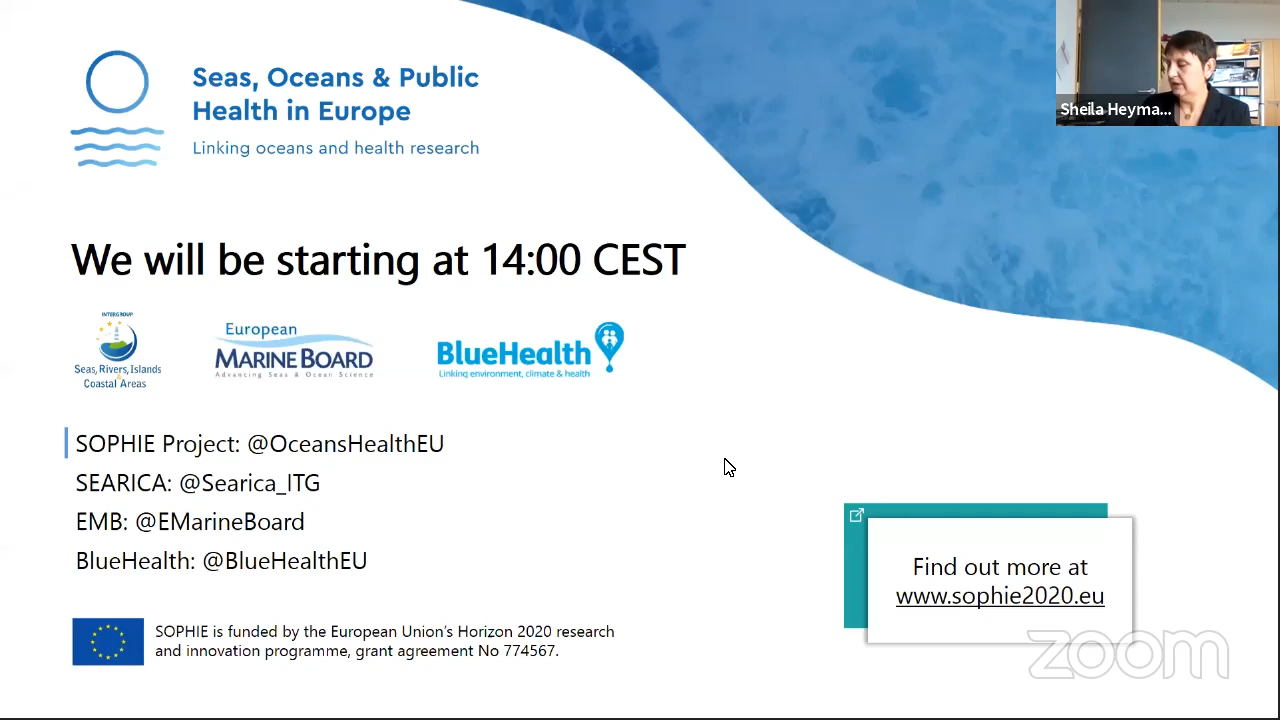 Seas, Oceans & Public
Health in Europe
Linking oceans and health research
Sheila Heyma...
We will be starting at 14:00 CEST
INTERGROUP
Seas, Rivers, Islands
& Coastal Areas
European
MARINE BOARD
Advancing Seas & Ocean Science
BlueHealth
Linking environment, climate & health
SOPHIE Project: @OceansHealthEU
SEARICA: @Searica_ITG
EMB: @EMarineBoard
BlueHealth: @BlueHealthEU
Find out more at
www.sophie2020.eu
SOPHIE is funded by the European Union's Horizon 2020 research
and innovation programme, grant agreement No 774567.
zoom